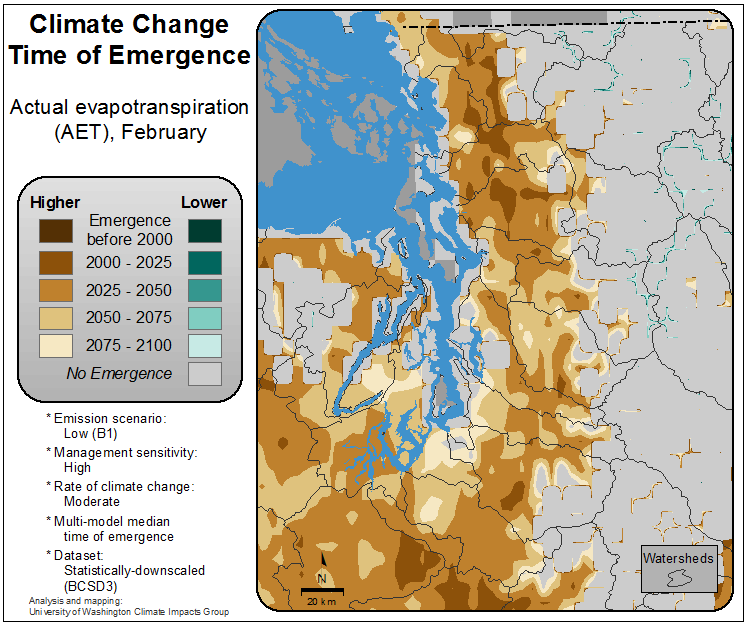 Climate Change
Time of Emergence
Actual evapotranspiration
(AET), February
Higher Lower
Emergence
before 2000
2000 - 2025
2025 - 2050
2050 - 2075
2075 - 2100
No Emergence
* Emission scenario:
Low (B1)
* Management sensitivity:
High
* Rate of climate change:
Moderate
* Multi-model median
time of emergence
* Dataset:
Statistically-downscaled
(BCSD3)
Analysis and mapping:
University of Washington Climate Impacts Group
N
20 km
Watersheds